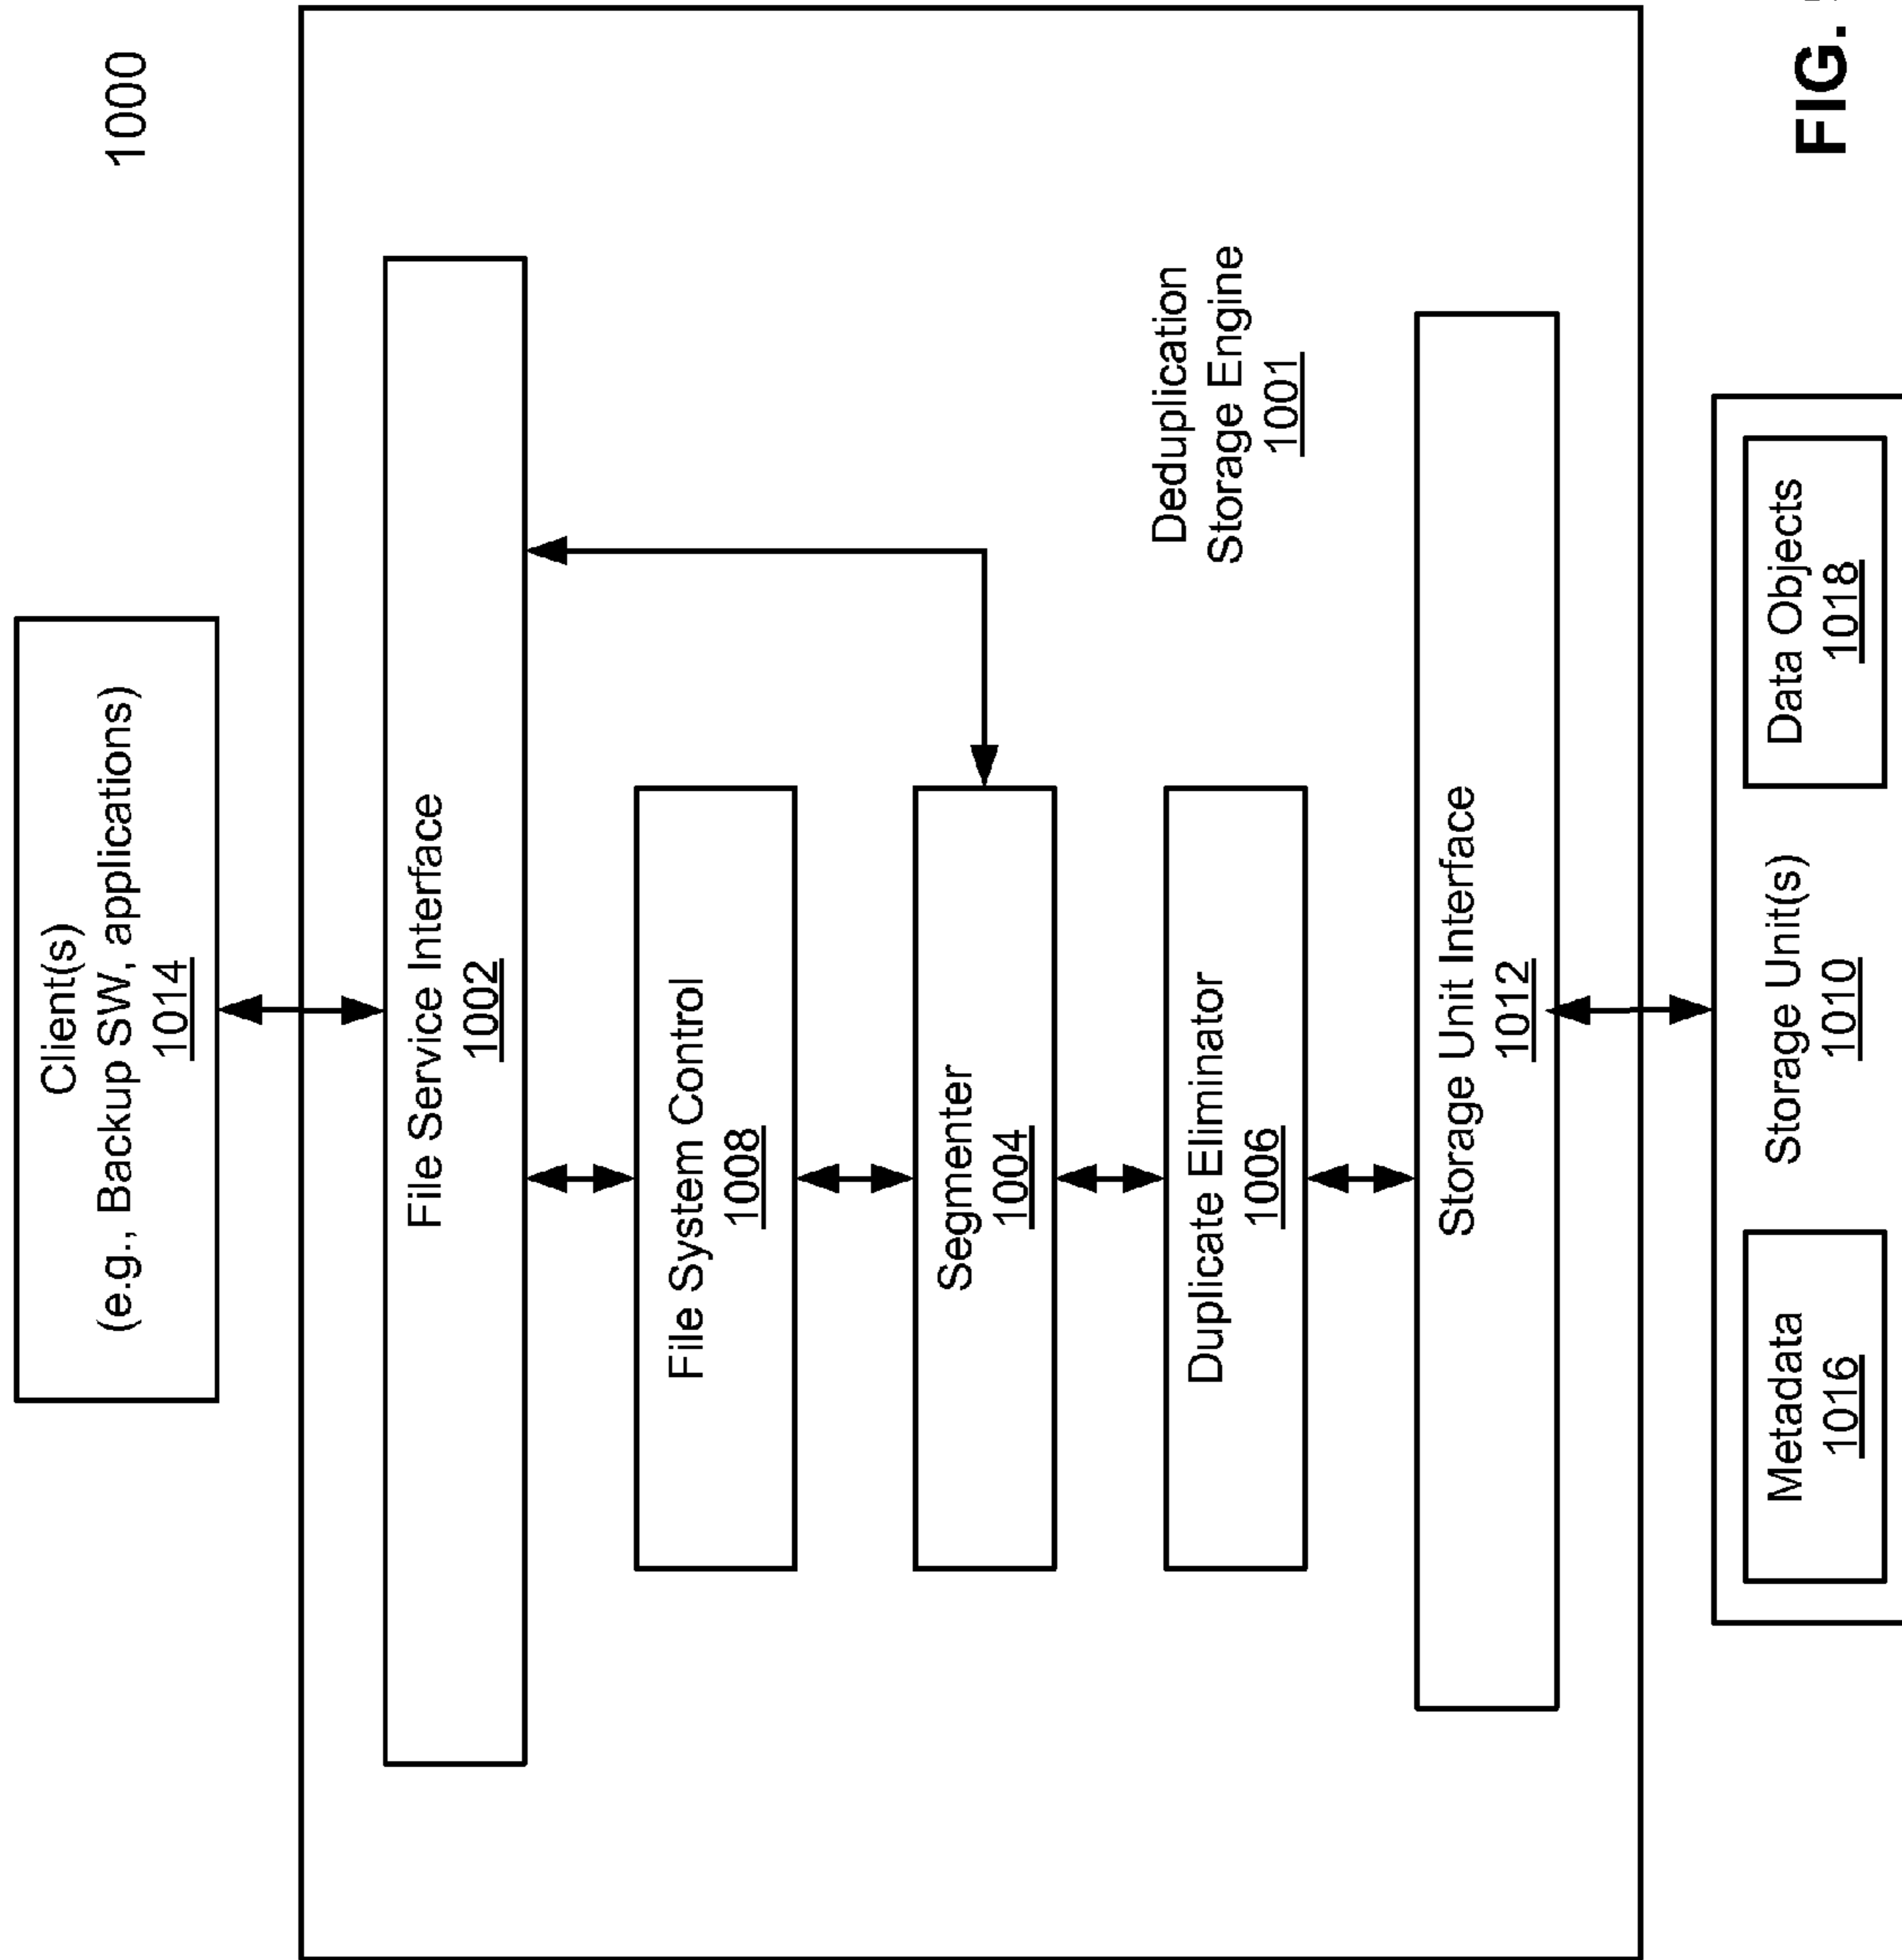 Client(s)
(e.g., Backup SW, applications)
1014
1000
File Service Interface
1002
File System Control
1008
Segmenter
1004
Duplicate Eliminator
1006
Deduplication
Storage Engine
1001
Storage Unit Interface
1012
Metadata
1016
Storage Unit(s)
1010
Data Objects
1018
FIG.